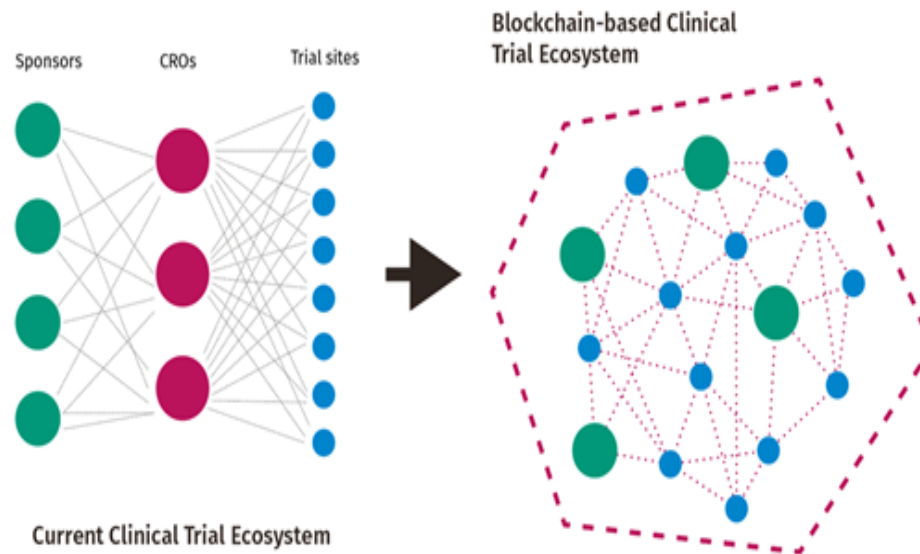 Sponsors
CROs
Trial sites
Current Clinical Trial Ecosystem
Blockchain-based Clinical
Trial Ecosystem